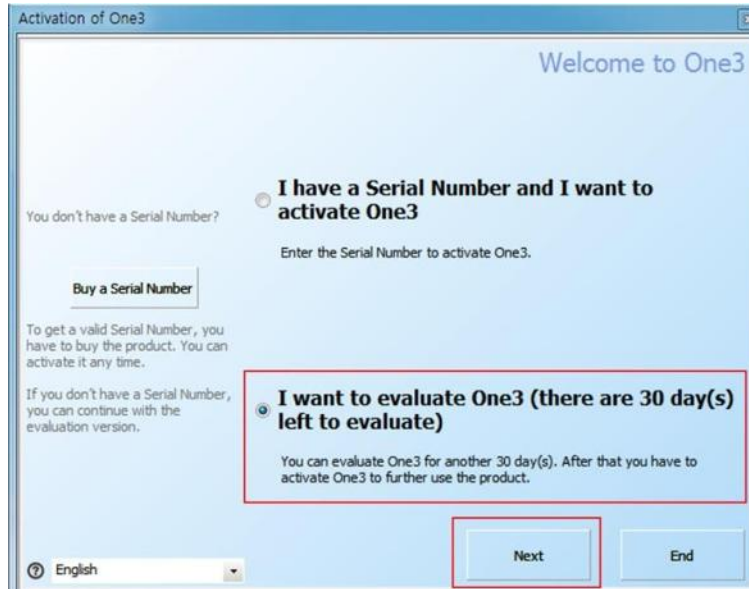 Activation of One3
Welcome to One3
I have a Serial Number and I want to
activate One3
Enter the Serial Number to activate One3.
You don't have a Serial Number?
Buy a Serial Number
To get a valid Serial Number, you
have to buy the product. You can
activate it any time.
If you don't have a Serial Number,
you can continue with the
evaluation version.
I want to evaluate One3 (there are 30 day(s)
left to evaluate)
You can evaluate One3 for another 30 day(s). After that you have to
activate One3 to further use the product.
Next
End
English